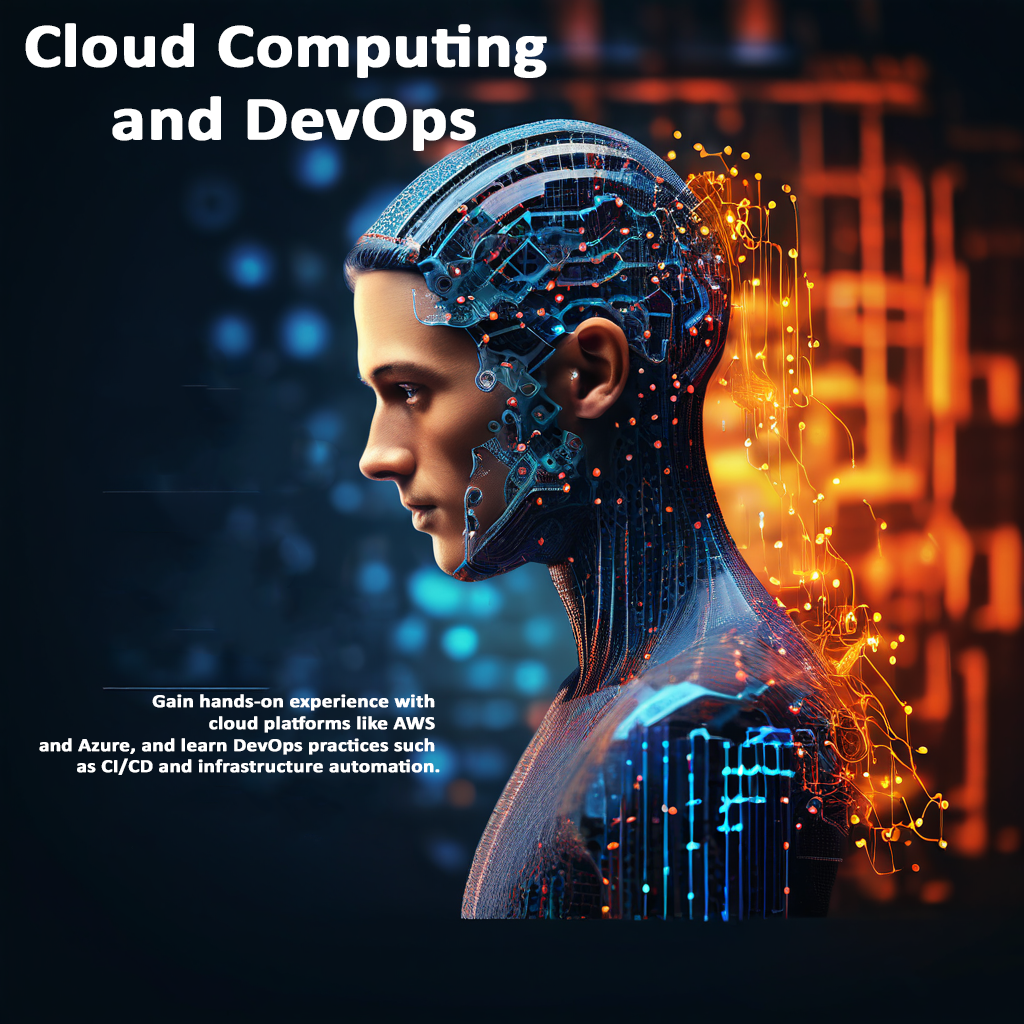 Cloud Computing
and DevOps
Gain hands-on experience with
cloud platforms like AWS
and Azure, and learn DevOps practices such
as CI/CD and infrastructure automation.